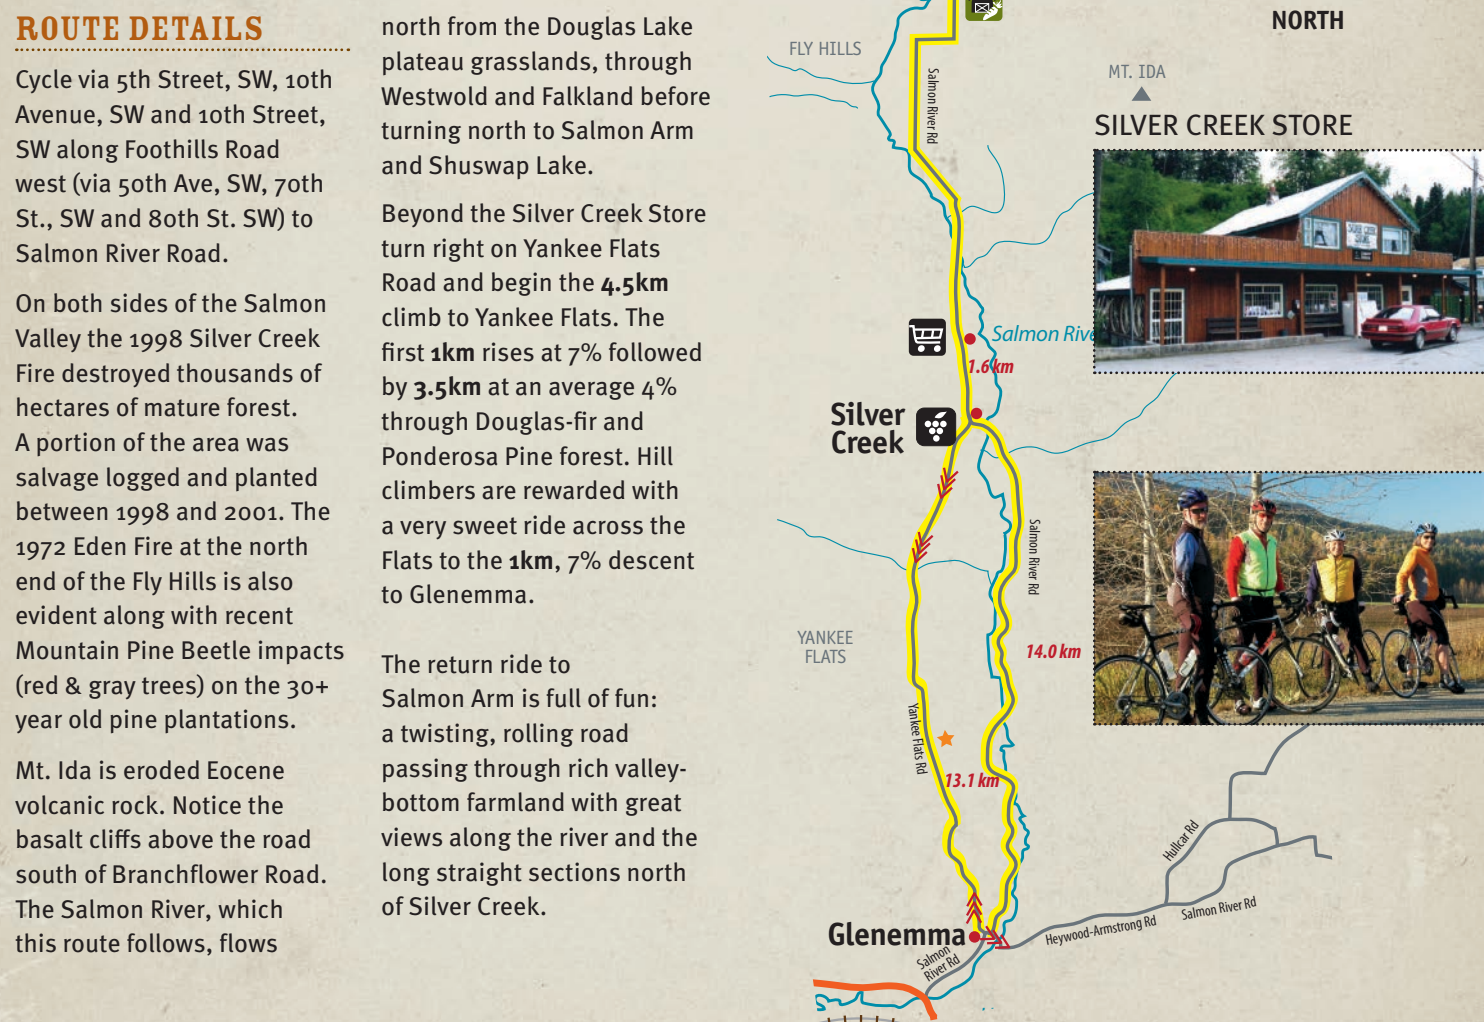 ROUTE DETAILS
Cycle via 5th Street, SW, 10th
Avenue, SW and 10th Street,
SW along Foothills Road
west (via 50th Ave, SW, 70th
St., SW and 80th St. SW) to
Salmon River Road.
On both sides of the Salmon
Valley the 1998 Silver Creek
Fire destroyed thousands of
hectares of mature forest.
A portion of the area was
salvage logged and planted
between 1998 and 2001. The
1972 Eden Fire at the north
end of the Fly Hills is also
evident along with recent
Mountain Pine Beetle impacts
(red & gray trees) on the 30+
year old pine plantations.
Mt. Ida is eroded Eocene
volcanic rock. Notice the
basalt cliffs above the road
south of Branchflower Road.
The Salmon River, which
this route follows, flows
north from the Douglas Lake
plateau grasslands, through
Westwold and Falkland before
turning north to Salmon Arm
and Shuswap Lake.
Beyond the Silver Creek Store
turn right on Yankee Flats
Road and begin the 4.5km
climb to Yankee Flats. The
first 1km rises at 7% followed
by 3.5km at an average 4%
through Douglas-fir and
Ponderosa Pine forest. Hill
climbers are rewarded with
a very sweet ride across the
Flats to the 1km, 7% descent
to Glenemma.
The return ride to
Salmon Arm is full of fun:
a twisting, rolling road
passing through rich valley-
bottom farmland with great
views along the river and the
long straight sections north
of Silver Creek.
NORTH
FLY HILLS
MT. IDA
Salmon River Rd
SILVER CREEK STORE
SILVER CREEK
STORE
Salmon Rive
1.6 km
Silver
Creek
Salmon River Rd
YANKEE
FLATS
14.0 km
Yankee Flats Rd
13.1 km
Hullcar Rd
Salmon River Rd
Heywood-Armstrong Rd
Glenemma
Salmon
River Rd